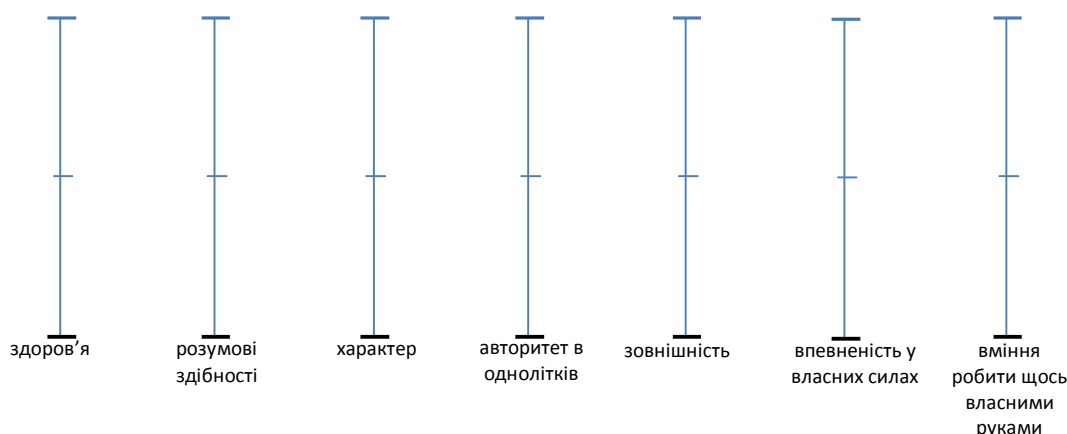 здоров’я
розумові
здібності
характер
авторитет в
однолітків
зовнішність
впевненість у
власних силах
вміння
робити щось
власними
руками